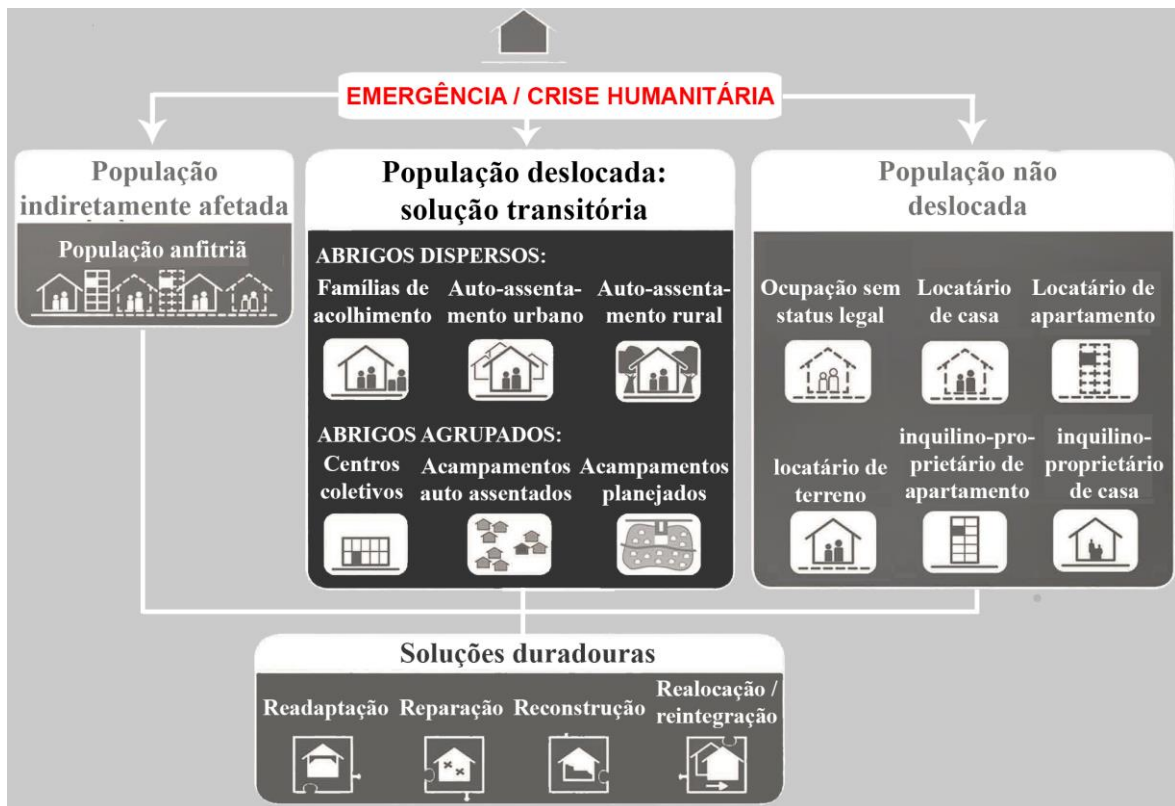 EMERGÊNCIA / CRISE HUMANITÁRIA
População
indiretamente afetada
População anfitriã
População deslocada:
solução transitória
ABRIGOS DISPERSOS:
Famílias de
acolhimento
Auto-assenta-
mento urbano
Auto-assenta-
mento rural
ABRIGOS AGRUPADOS:
Centros
coletivos
Acampamentos
auto assentados
Acampamentos
planejados
População não
deslocada
Ocupação sem
status legal
Locatário
de casa
Locatário de
apartamento
locatário de
terreno
inquilino-pro-
prietário de
apartamento
inquilino-
proprietário
de casa
Soluções duradouras
Readaptação
Reparação
Reconstrução
Realocação /
reintegração